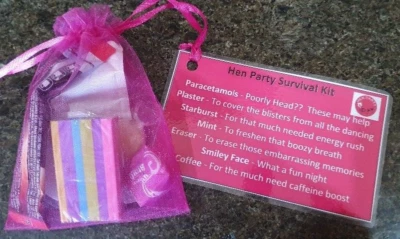 Hen Party Survival Kit
Paracetamols - Poorly Head?? These may help
Plaster - To cover the blisters from all the dancing
Starburst - For that much needed energy rush
Mint - To freshen that boozy breath
Eraser - To erase those embarrassing memories
Smiley Face - What a fun night
Coffee - For the much need caffeine boost